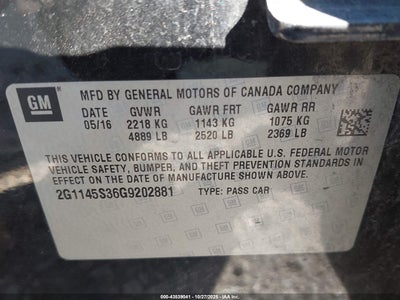 GM
MFD BY GENERAL MOTORS OF CANADA COMPANY
DATE GVWR GAWR FRT GAWR RR
05/16 2218 KG 1143 KG 1075 KG
4889 LB 2520 LB 2369 LB
THIS VEHICLE CONFORMS TO ALL APPLICABLE U.S. FEDERAL MOTOR
VEHICLE SAFETY, BUMPER, AND THEFT PREVENTION STANDARDS
IN EFFECT ON THE DATE OF MANUFACTURE SHOWN ABOVE.
2G1145S36G9202881 TYPE: PASS CAR
000-43939041 | 10/27/2025 | IAAI.COM